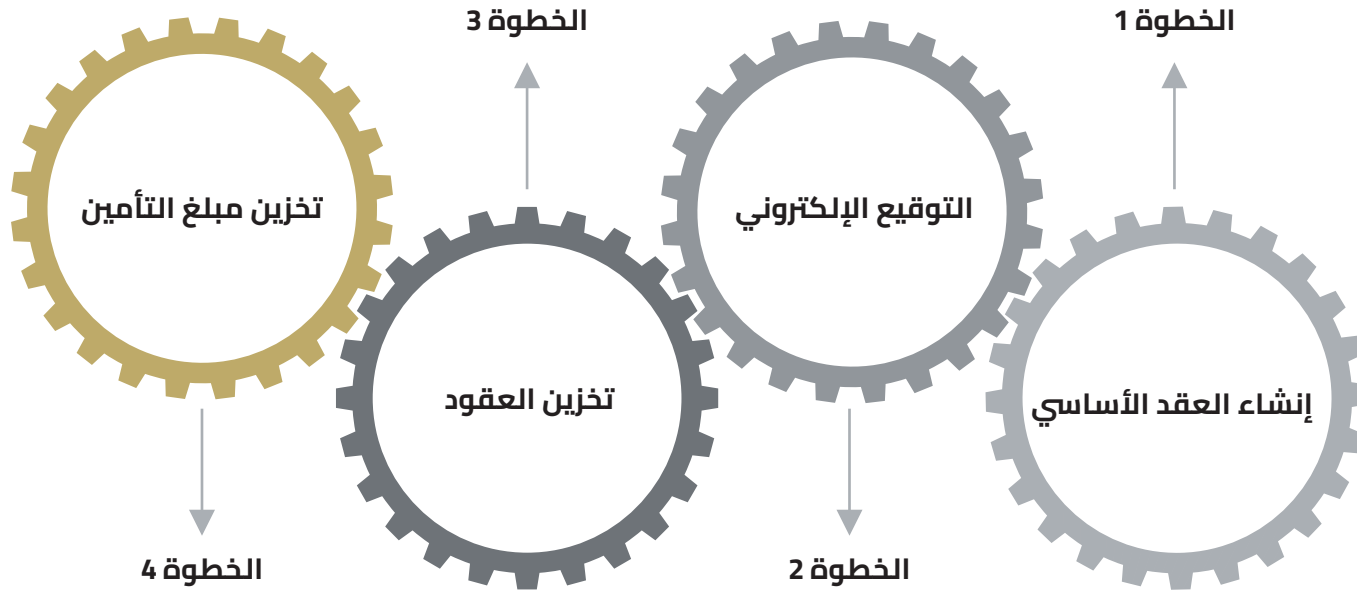 الخطوة 1
إنشاء العقد الأساسي
التوقيع الإلكتروني
الخطوة 2
الخطوة 3
تخزين العقود
تخزين مبلغ التأمين
الخطوة 4